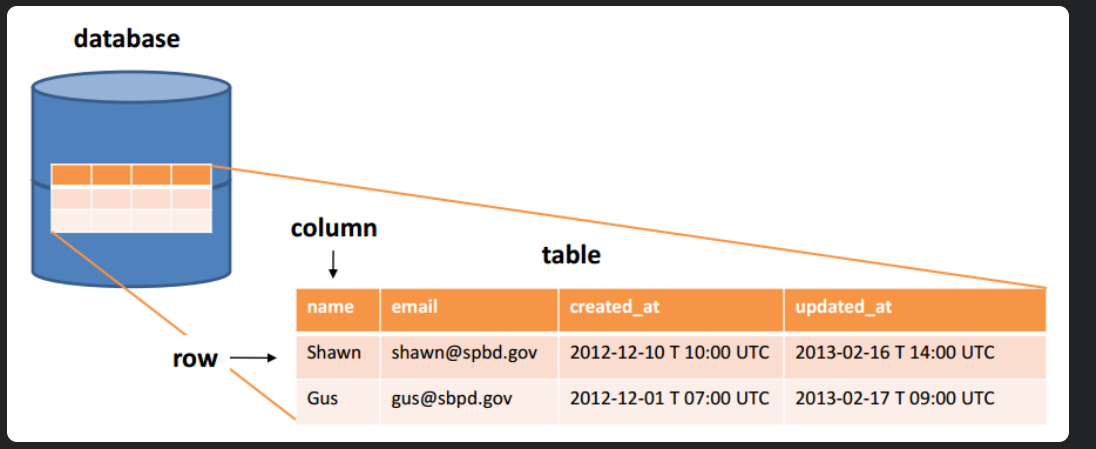 database
column
table
name email created_at updated_at
row
Shawn shawn@spbd.gov 2012-12-10 T 10:00 UTC 2013-02-16 T 14:00 UTC
Gus gus@sbpd.gov 2012-12-01 T 07:00 UTC 2013-02-17 T 09:00 UTC